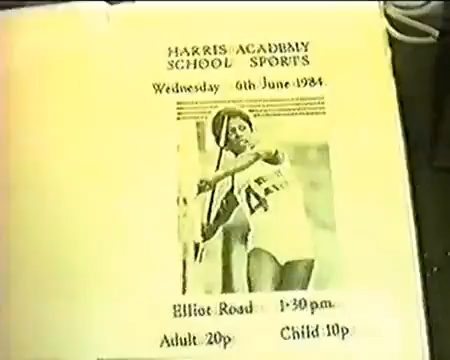 HARRIS ACADEMY
SCHOOL SPORTS
Wednesday 6th June 1984
Elliot Road 1·30 p.m.
Adult 20p Child 10p